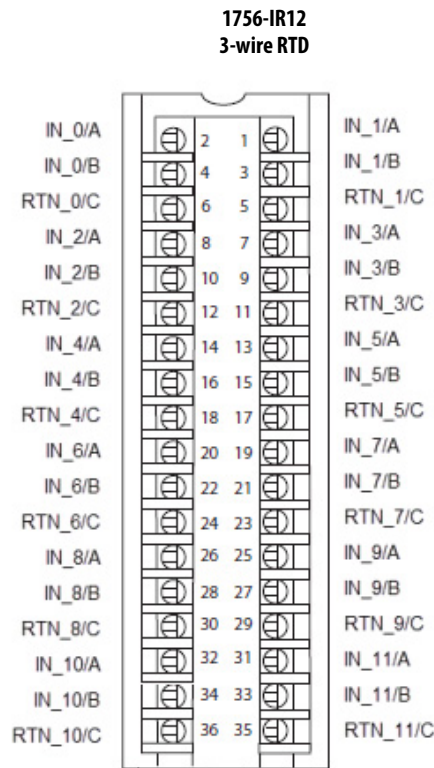 1756-IR12
3-wire RTD
IN_0/A 2 1 IN_1/A
IN_0/B 4 3 IN_1/B
RTN_0/C 6 5 RTN_1/C
IN_2/A 8 7 IN_3/A
IN_2/B 10 9 IN_3/B
RTN_2/C 12 11 RTN_3/C
IN_4/A 14 13 IN_5/A
IN_4/B 16 15 IN_5/B
RTN_4/C 18 17 RTN_5/C
IN_6/A 20 19 IN_7/A
IN_6/B 22 21 IN_7/B
RTN_6/C 24 23 RTN_7/C
IN_8/A 26 25 IN_9/A
IN_8/B 28 27 IN_9/B
RTN_8/C 30 29 RTN_9/C
IN_10/A 32 31 IN_11/A
IN_10/B 34 33 IN_11/B
RTN_10/C 36 35 RTN_11/C